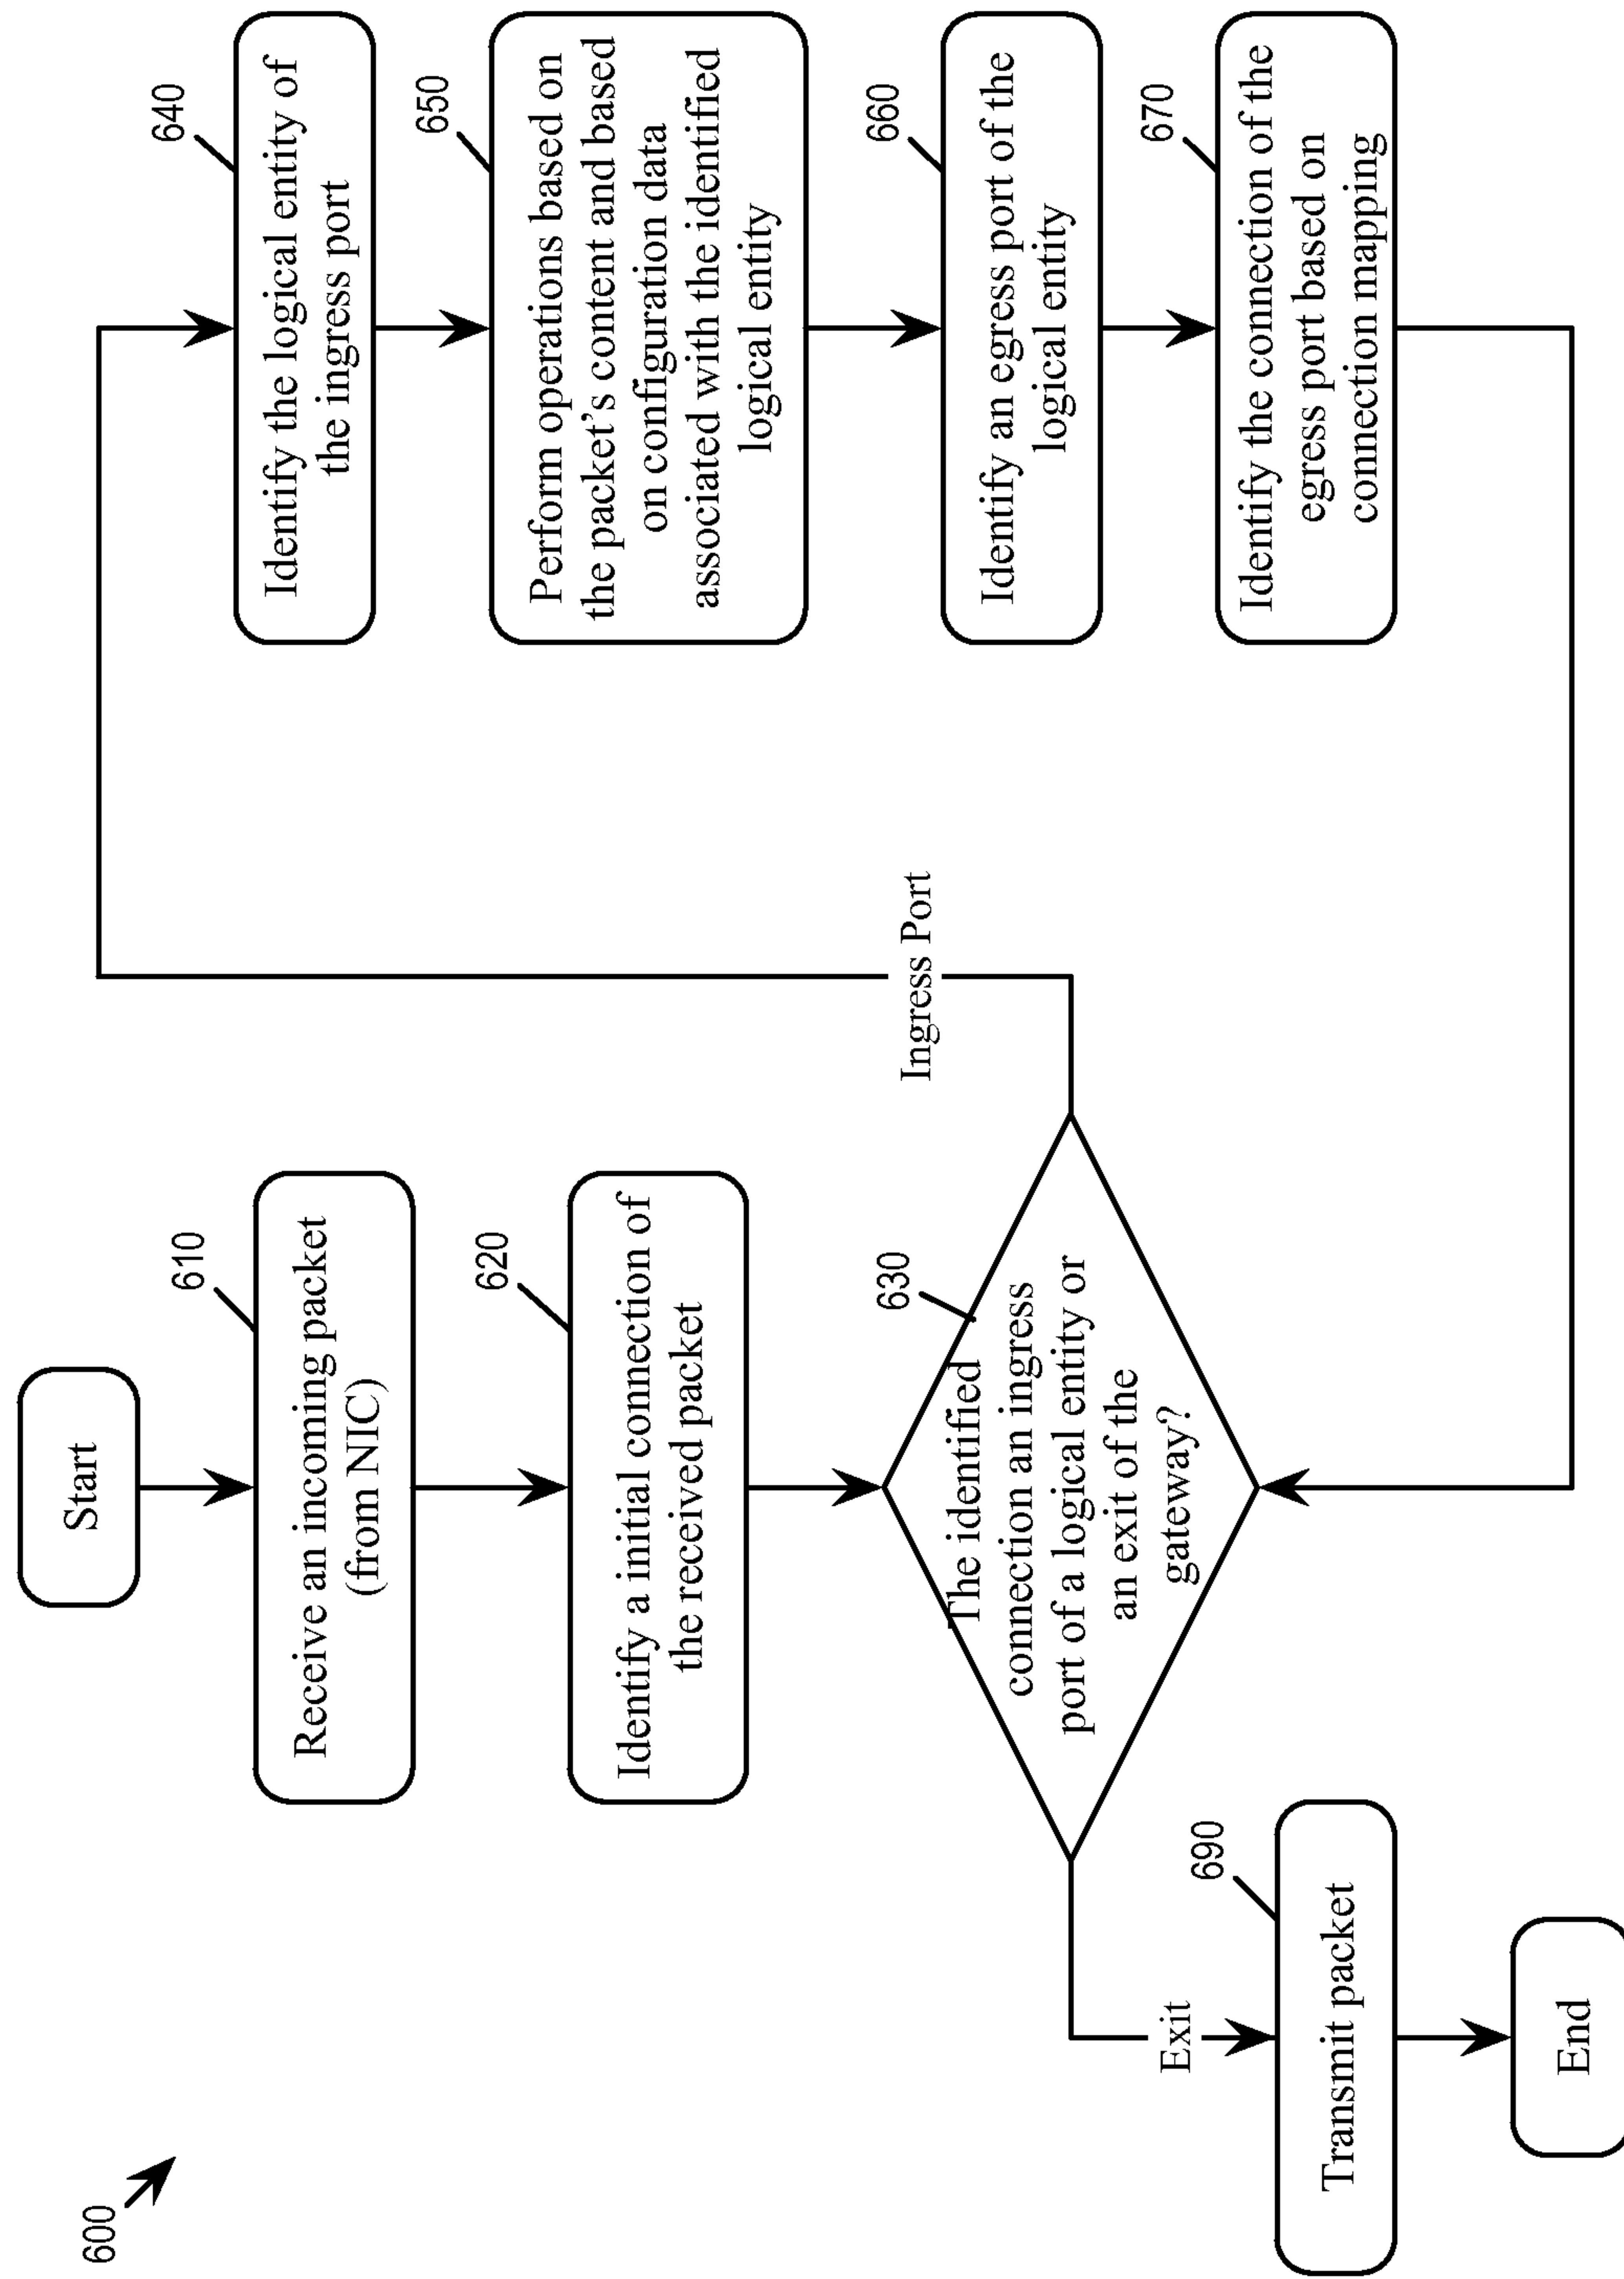 600
Start
610
Receive an incoming packet
(from NIC)
620
Identify a initial connection of
the received packet
630
The identified
connection an ingress
port of a logical entity or
an exit of the
gateway?
Exit
690
Transmit packet
End
Ingress Port
640
Identify the logical entity of
the ingress port
650
Perform operations based on
the packet's content and based
on configuration data
associated with the identified
logical entity
660
Identify an egress port of the
logical entity
670
Identify the connection of the
egress port based on
connection mapping